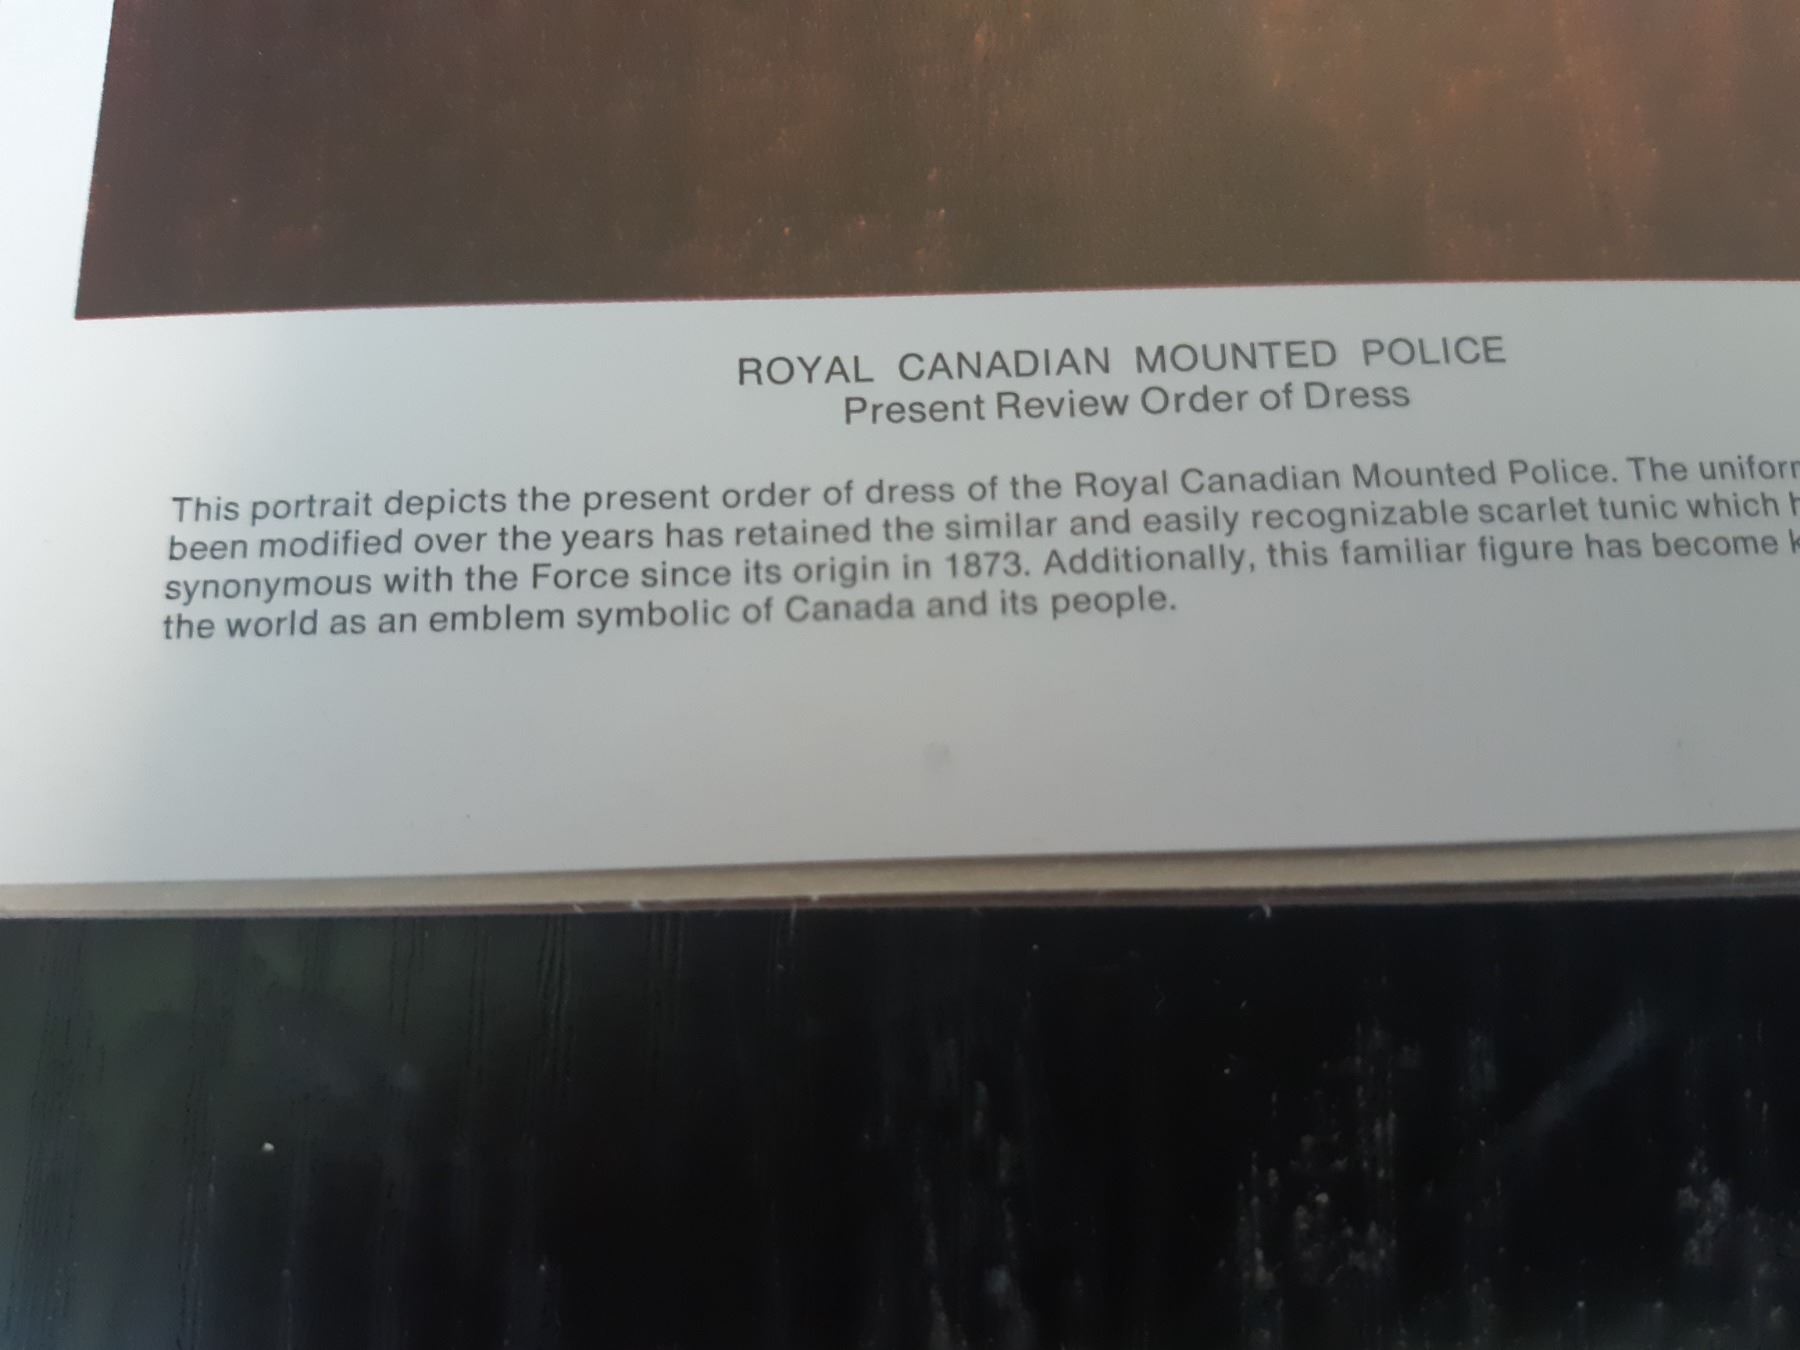 ROYAL CANADIAN MOUNTED POLICE
Present Review Order of Dress
This portrait depicts the present order of dress of the Royal Canadian Mounted Police. The
been modified over the years has retained the similar and easily recognizable scarlet tunic which
synonymous with the Force since its origin in 1873. Additionally, this familiar figure has become
the world as an emblem symbolic of Canada and its people.